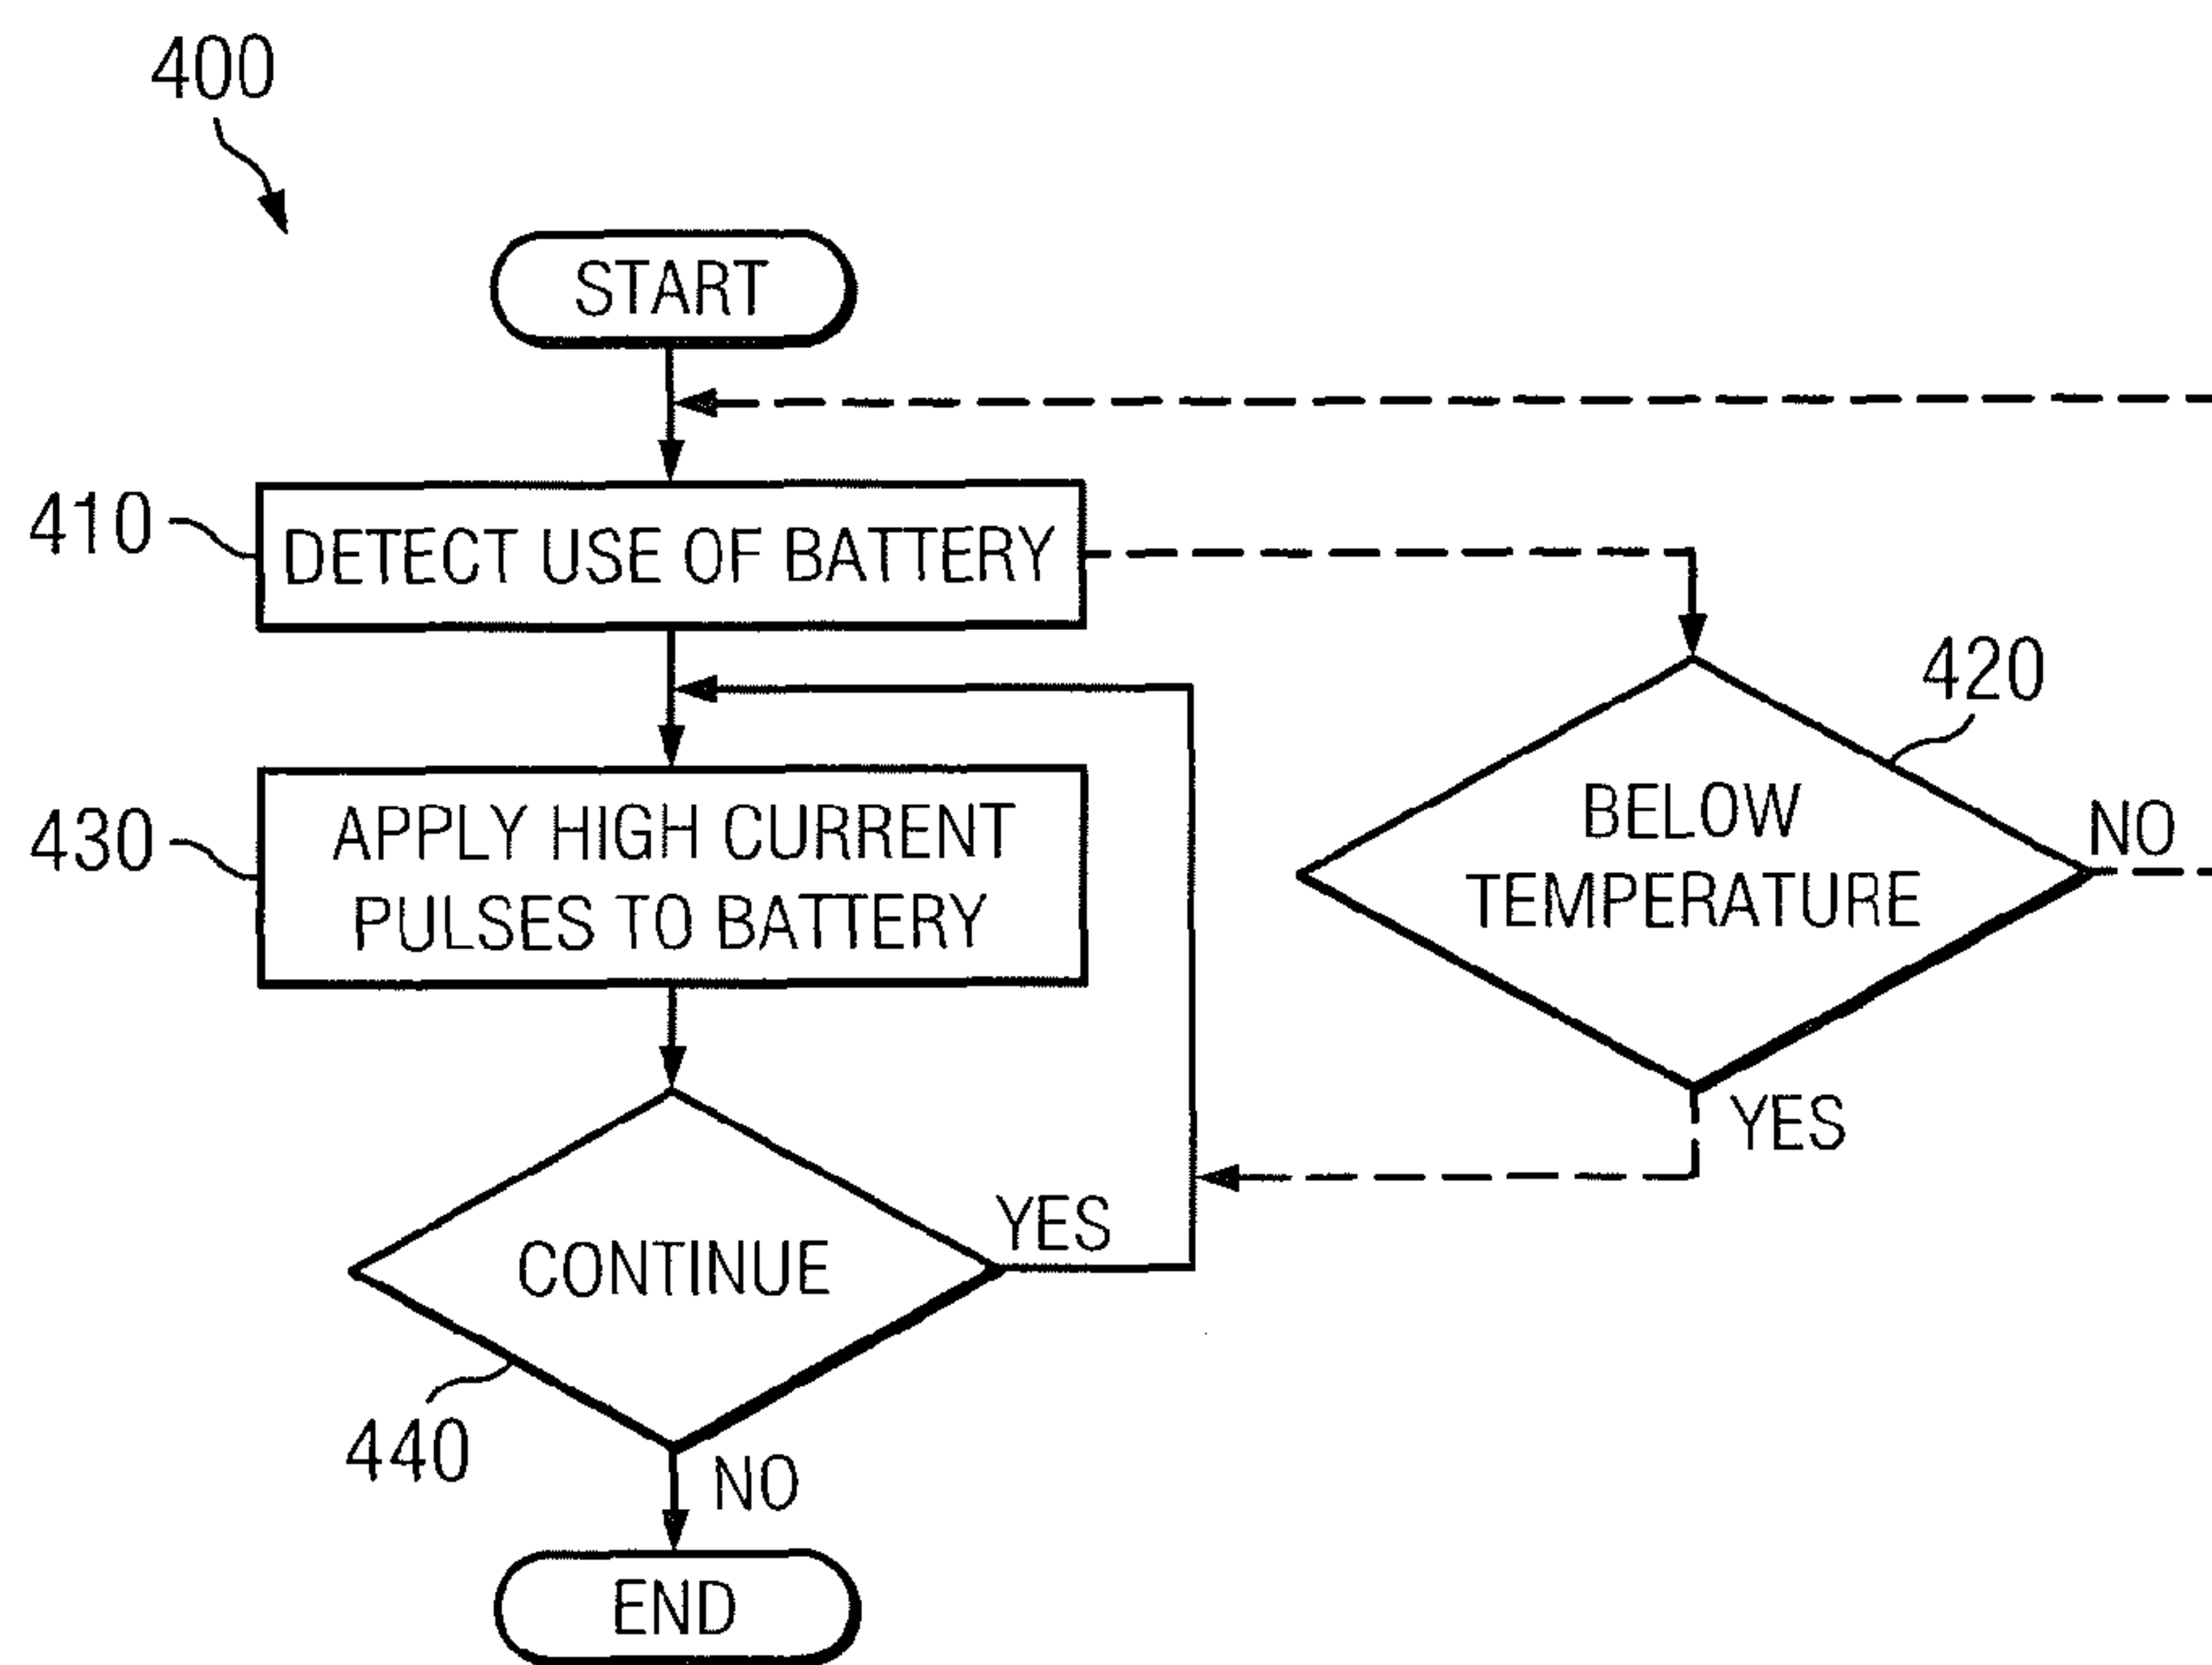 400
START
410
DETECT USE OF BATTERY
420
430
APPLY HIGH CURRENT
PULSES TO BATTERY
BELOW
TEMPERATURE
NO
YES
YES
CONTINUE
440
NO
END